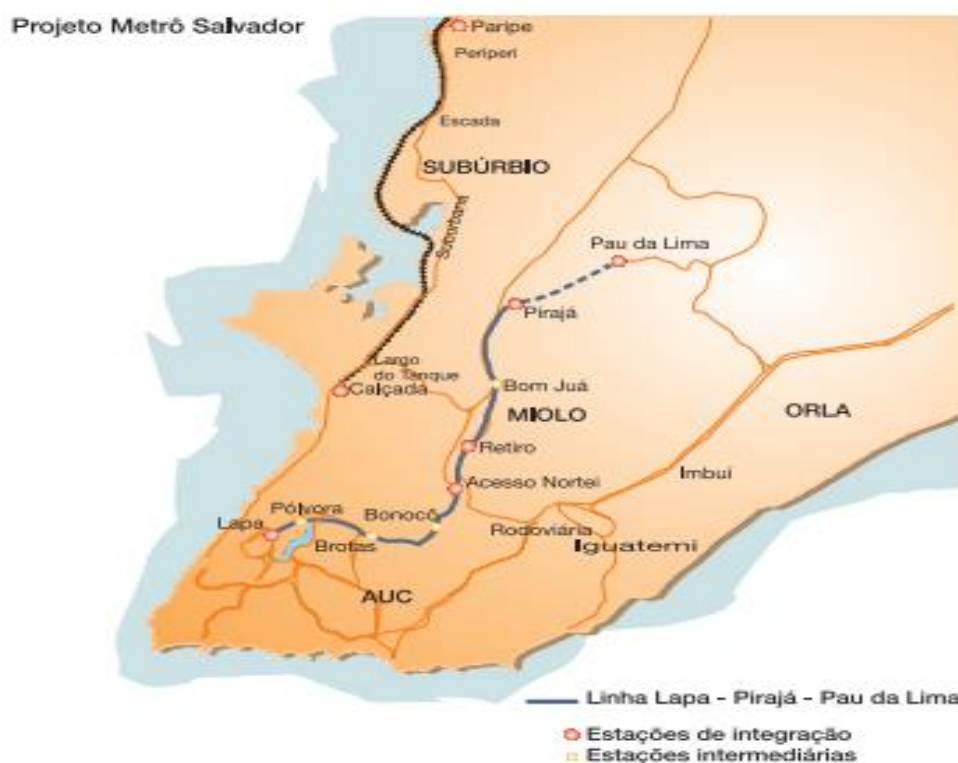 Projeto Metrô Salvador
Paripe
Periperi
Escada
SUBÚRBIO
Suburbana
Pau da Lima
Pirajá
Largo
do Tanque
Calçada
Bom Juá
MIOLO
ORLA
Retiro
Imbui
Acesso Nortei
Pólvora
Bonocô
Lapa
Rodoviária
Brotas
Iguatemi
AUC
Linha Lapa - Pirajá - Pau da Lima
Estações de integração
Estações intermediárias